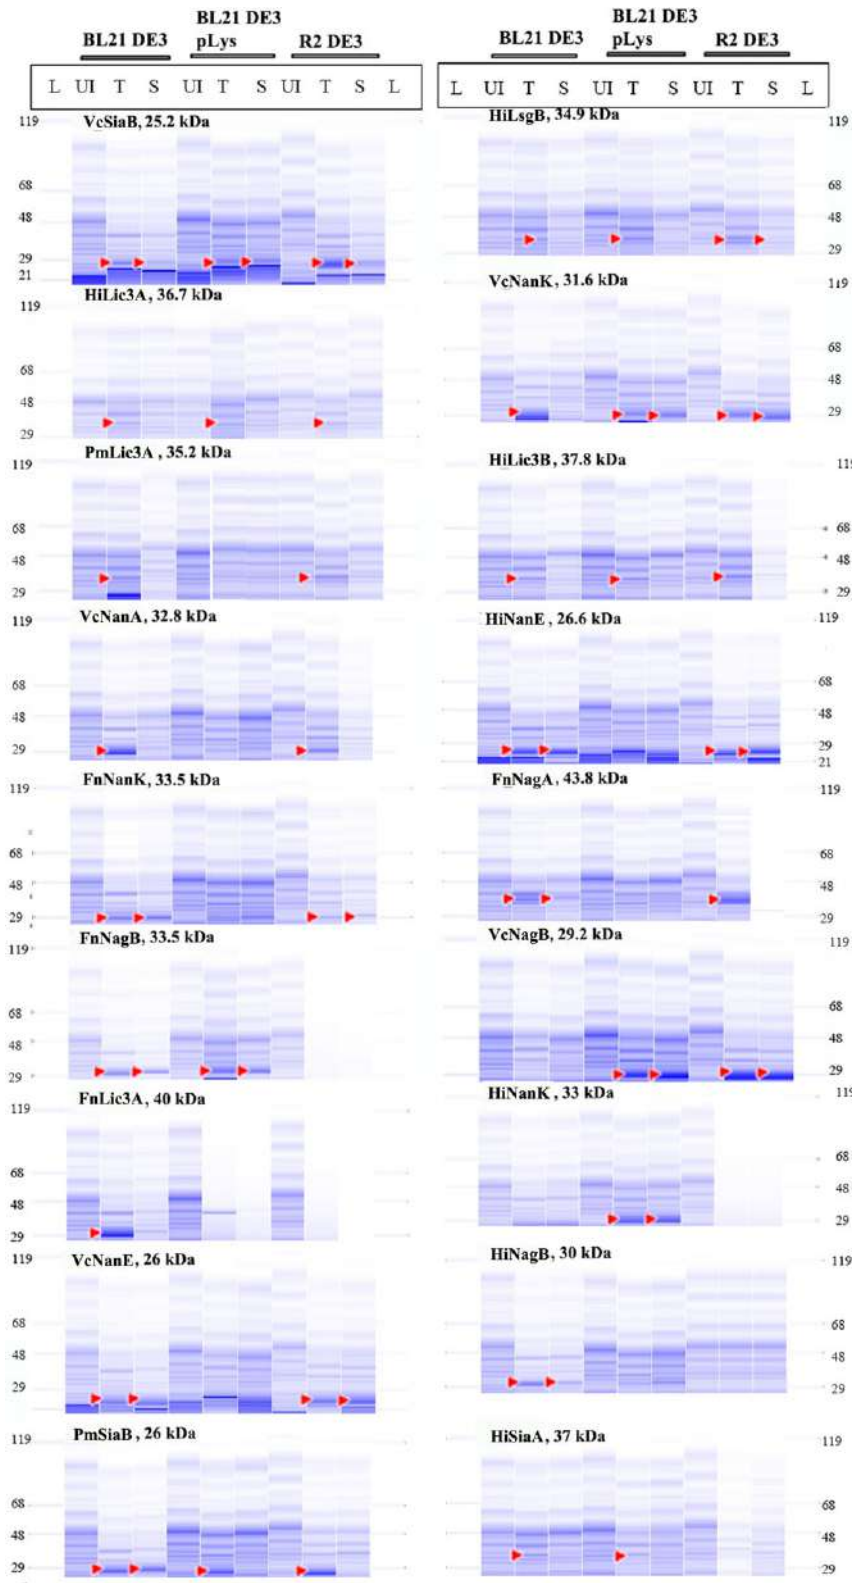 BL21 DE3
BL21 DE3
pLys
R2 DE3
L UI T S UI T S UI T S L
VcSiaB, 25.2 kDa
119
68
48
29
21
HiLic3A, 36.7 kDa
119
68
48
29
PmLic3A , 35.2 kDa
119
68
48
29
VcNanA, 32.8 kDa
119
68
48
29
FnNanK, 33.5 kDa
119
68
48
29
FnNagB, 33.5 kDa
119
68
48
29
FnLic3A, 40 kDa
119
68
48
29
VcNanE, 26 kDa
119
68
48
29
PmSiaB , 26 kDa
119
68
48
29
BL21 DE3
BL21 DE3
pLys
R2 DE3
L UI T S UI T S UI T S L
HiLsgB, 34.9 kDa
119
68
48
29
VcNanK, 31.6 kDa
119
68
48
29
HiLic3B, 37.8 kDa
119
68
48
29
HiNanE , 26.6 kDa
119
68
48
29
21
FnNagA, 43.8 kDa
119
68
48
29
VcNagB, 29.2 kDa
119
68
48
29
HiNanK, 33 kDa
119
68
48
29
HiNagB, 30 kDa
119
68
48
29
HiSiaA, 37 kDa
119
68
48
29